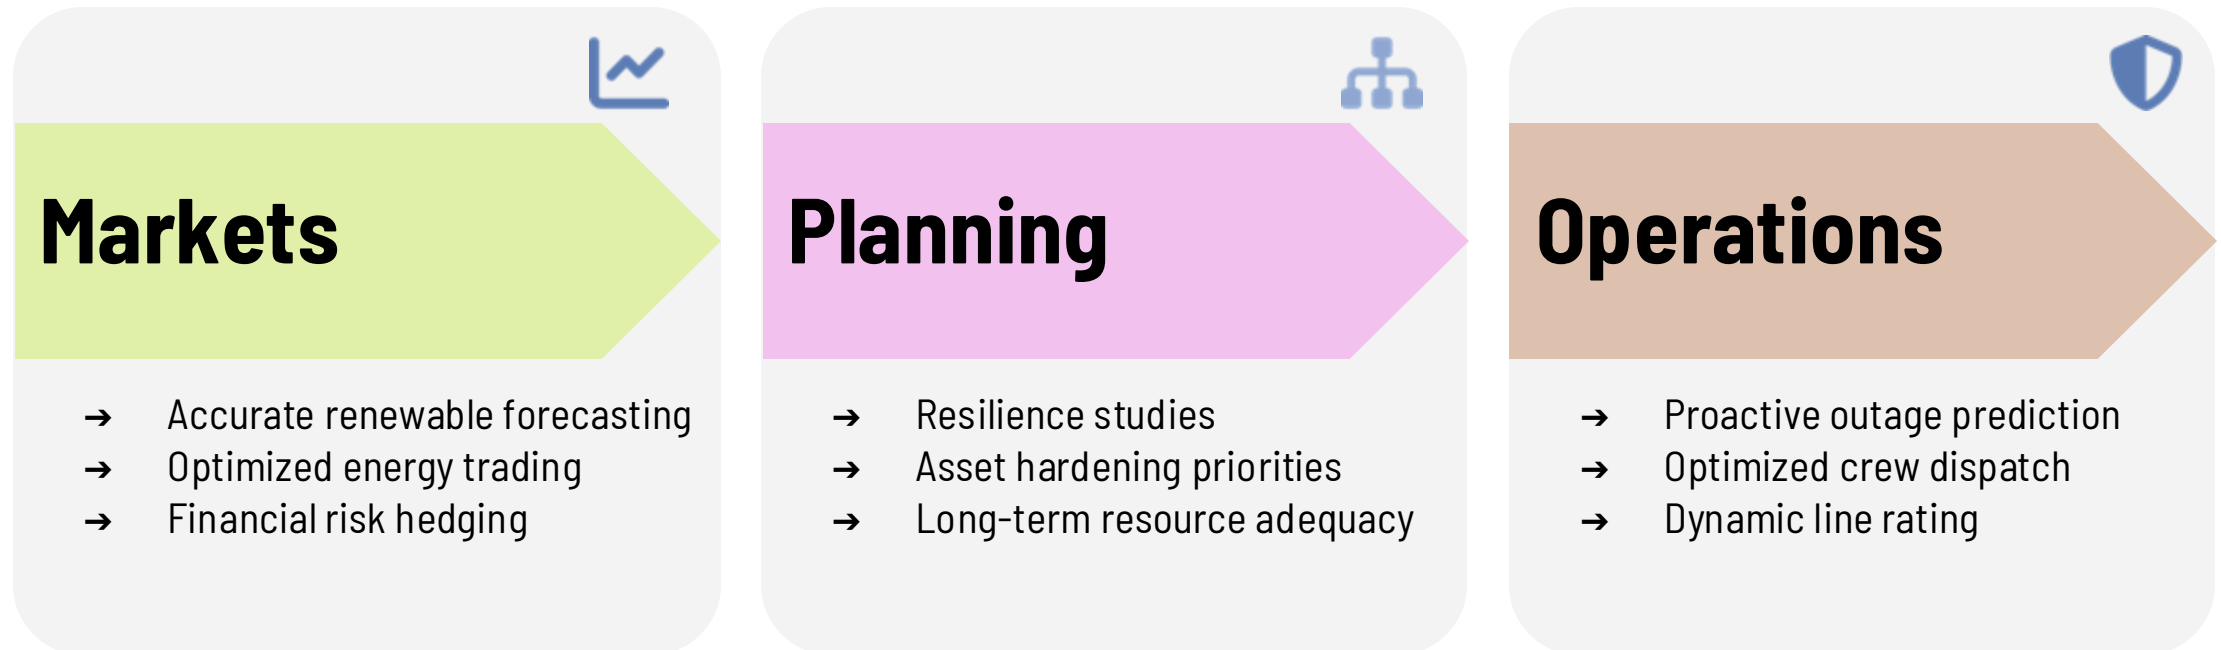 Markets
➔ Accurate renewable forecasting
➔ Optimized energy trading
➔ Financial risk hedging
Planning
➔ Resilience studies
➔ Asset hardening priorities
➔ Long-term resource adequacy
Operations
➔ Proactive outage prediction
➔ Optimized crew dispatch
➔ Dynamic line rating